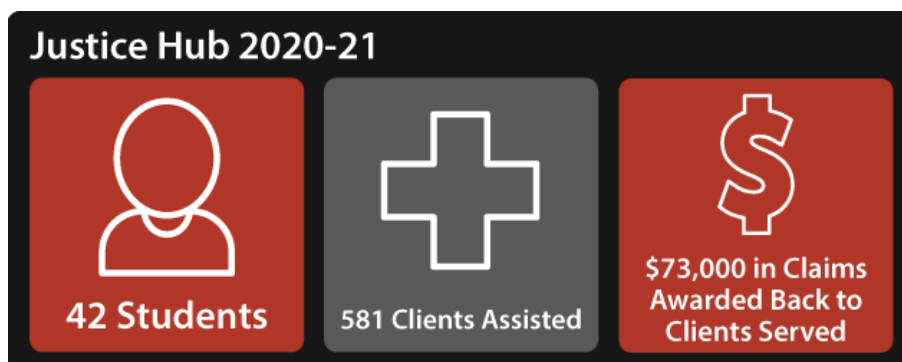 Justice Hub 2020-21
42 Students
581 Clients Assisted
$73,000 in Claims
Awarded Back to
Clients Served